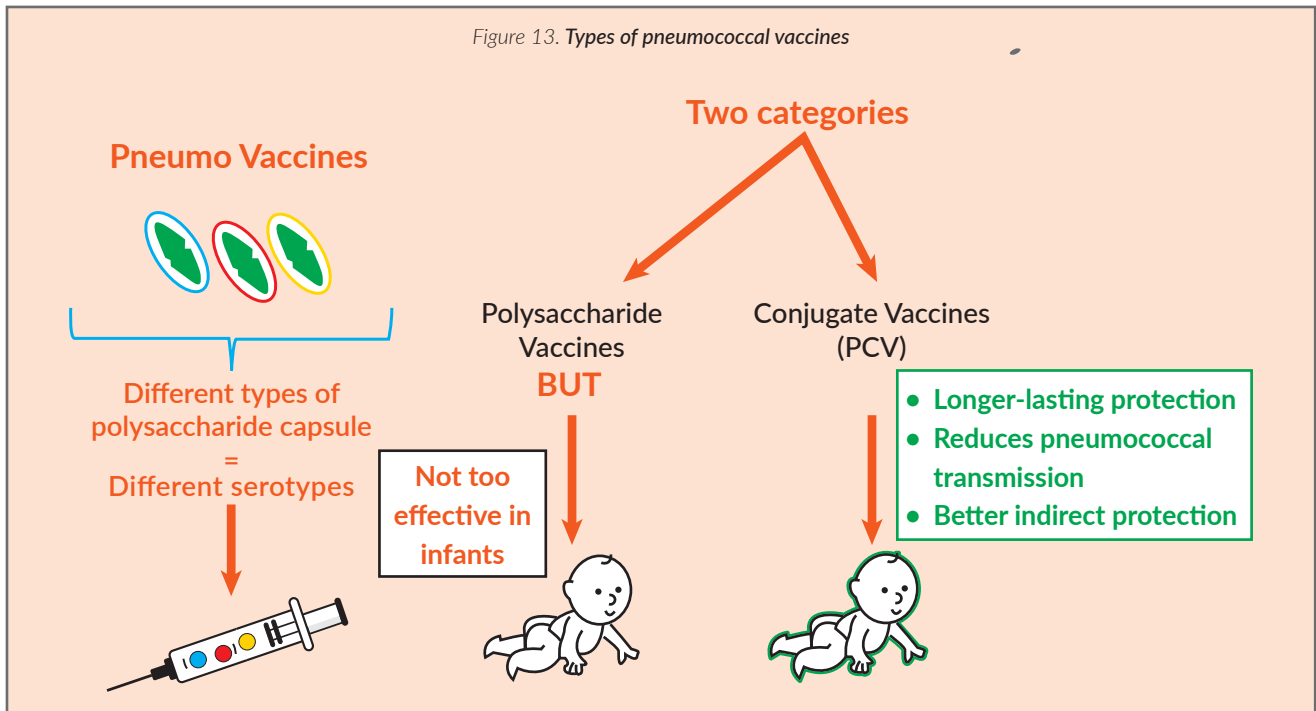 Figure 13. Types of pneumococcal vaccines
Pneumo Vaccines
Different types of
polysaccharide capsule
=
Different serotypes
Two categories
Polysaccharide
Vaccines
BUT
Not too
effective in
infants
Conjugate Vaccines
(PCV)
• Longer-lasting protection
• Reduces pneumococcal
transmission
• Better indirect protection